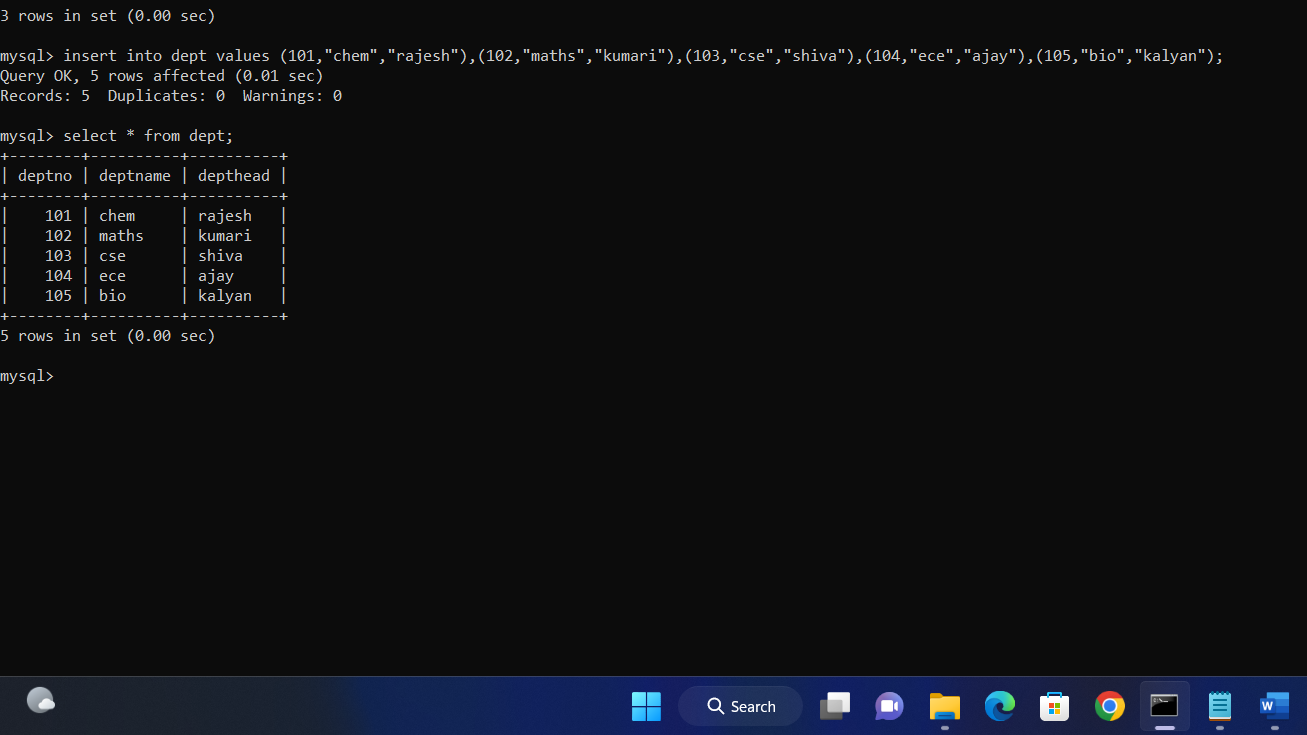 3 rows in set (0.00 sec)
mysql> insert into dept values (101,"chem","rajesh"),(102,"maths","kumari"),(103,"cse","shiva"),(104,"ece","ajay"),(105,"bio","kalyan");
Query OK, 5 rows affected (0.01 sec)
Records: 5  Duplicates: 0  Warnings: 0
mysql> select * from dept;
+--------+----------+----------+
| deptno | deptname | depthead |
+--------+----------+----------+
|    101 | chem     | rajesh   |
|    102 | maths    | kumari   |
|    103 | cse      | shiva    |
|    104 | ece      | ajay     |
|    105 | bio      | kalyan   |
+--------+----------+----------+
5 rows in set (0.00 sec)
mysql>
Search
W